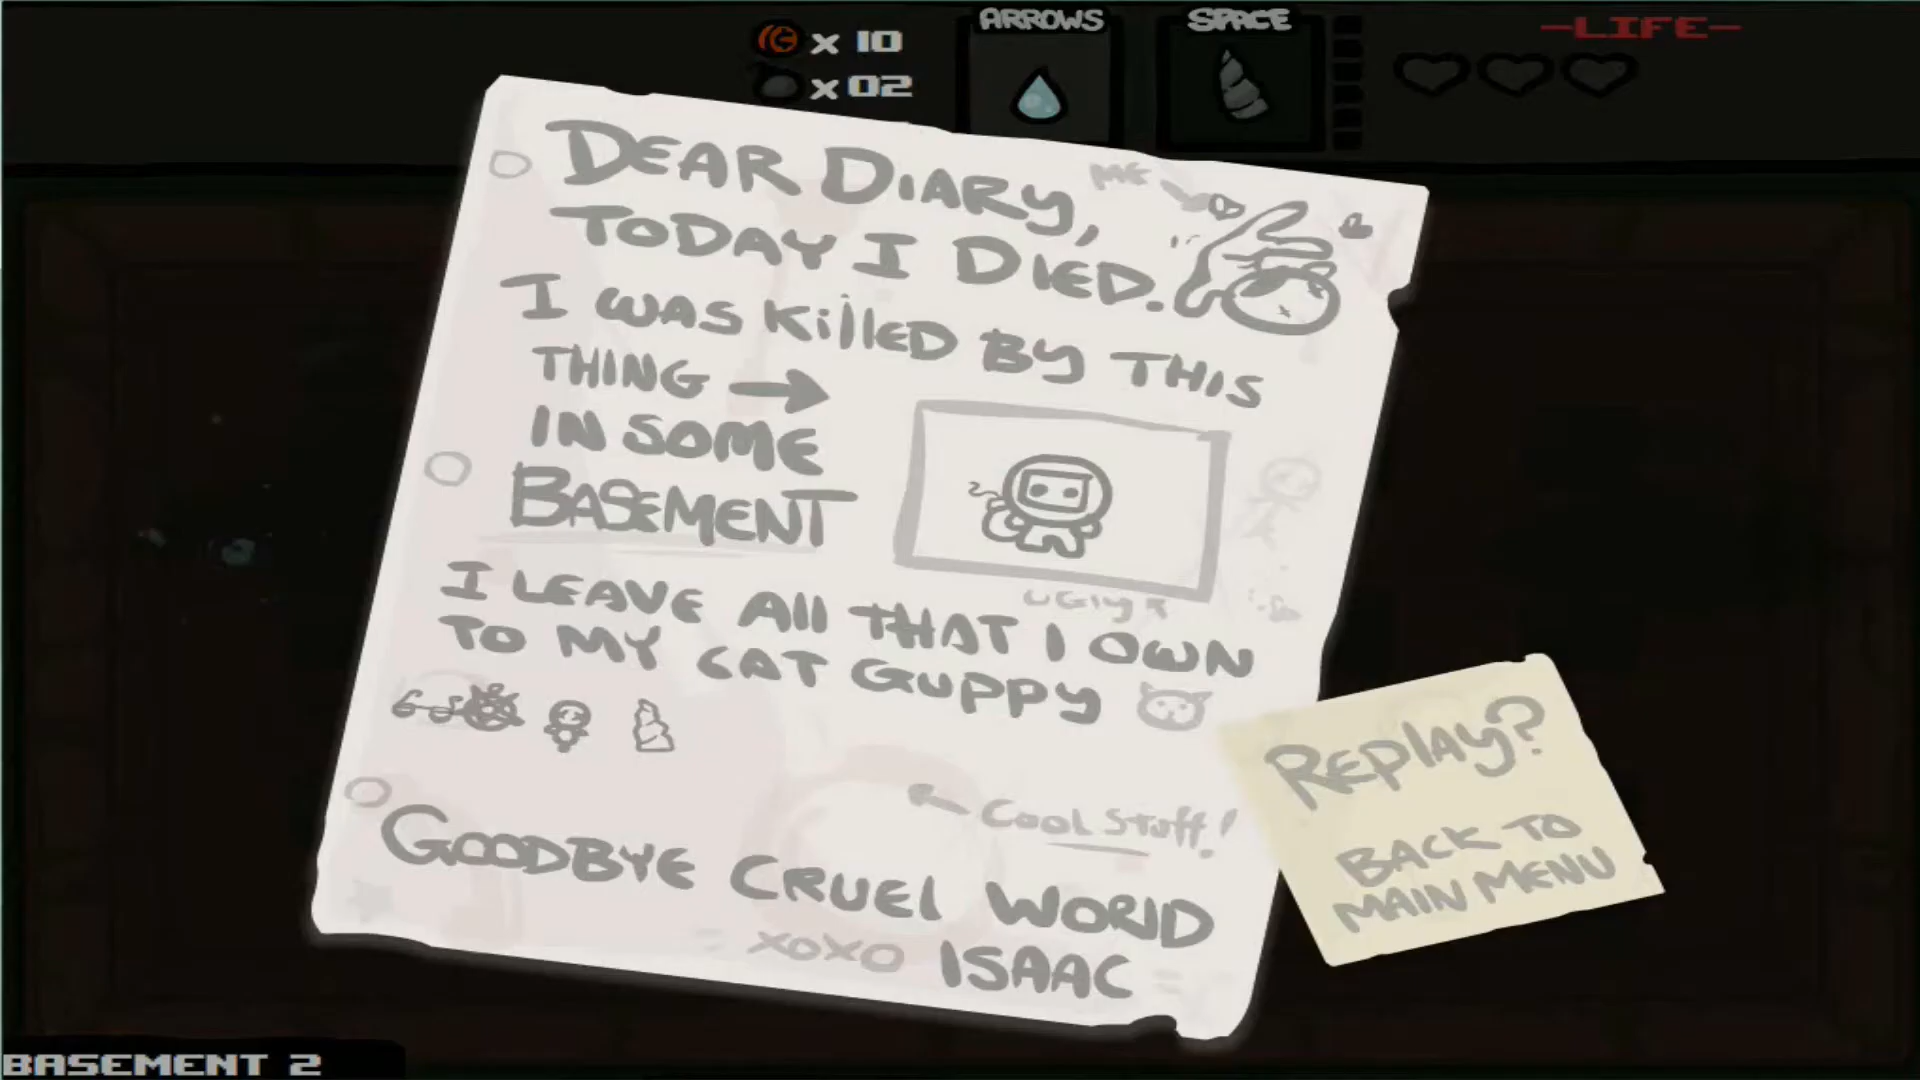 ARROWS
SPACE
-LIFE-
x 10
x 02
DEAR DIARY,
ME
TODAY I DIED.
I WAS KillED BY THIS
THING
IN SOME
BASEMENT
UGLY
I LEAVE All THAT I OWN
TO MY CAT GUPPY
COOL STUFF!
GOODBYE CRUEL WORLD
XOXO ISAAC
REPLAY?
BACK TO
MAIN MENU
BASEMENT 2